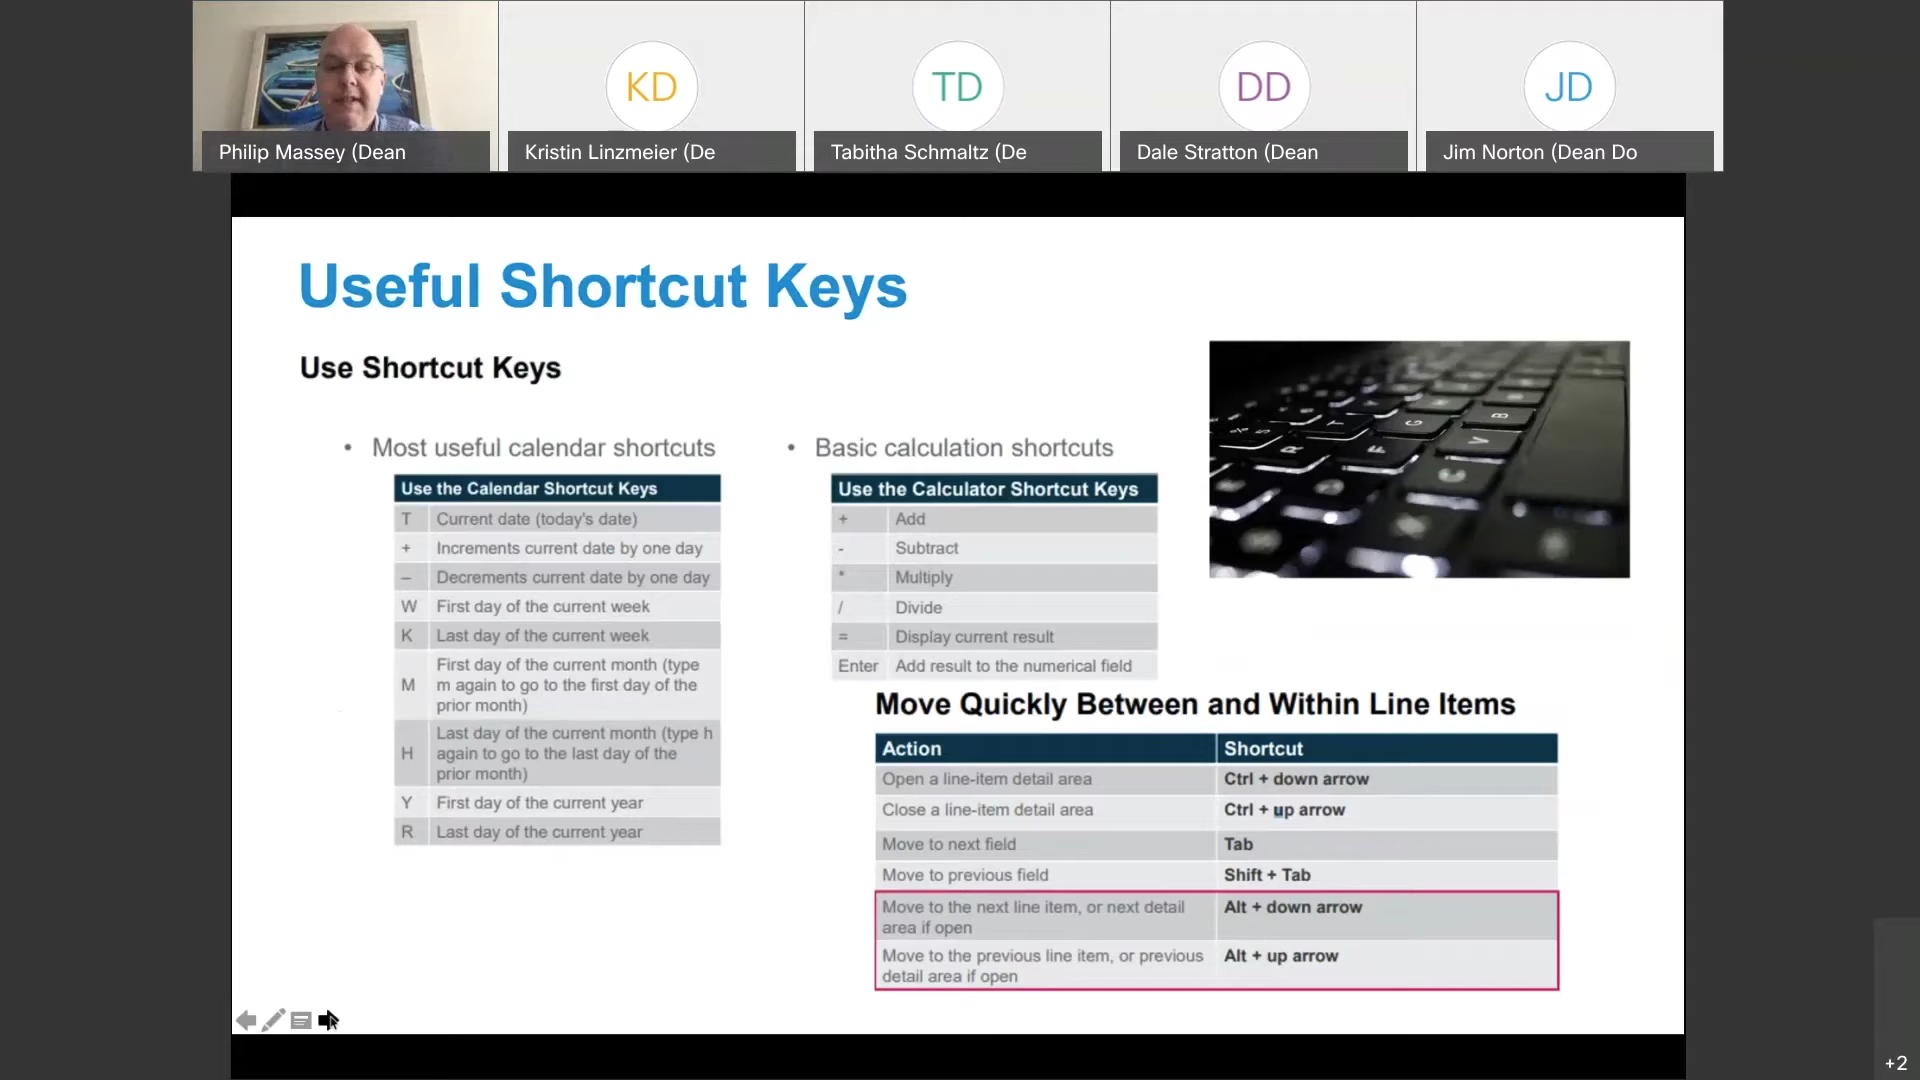 KD
TD
DD
JD
Philip Massey (Dean
Kristin Linzmeier (De
Tabitha Schmaltz (De
Dale Stratton (Dean
Jim Norton (Dean Do
Useful Shortcut Keys
Use Shortcut Keys
• Most useful calendar shortcuts
Use the Calendar Shortcut Keys
T Current date (today's date)
+ Increments current date by one day
– Decrements current date by one day
W First day of the current week
K Last day of the current week
M First day of the current month (type
m again to go to the first day of the
prior month)
H Last day of the current month (type h
again to go to the last day of the
prior month)
Y First day of the current year
R Last day of the current year
• Basic calculation shortcuts
Use the Calculator Shortcut Keys
+ Add
- Subtract
* Multiply
/ Divide
= Display current result
Enter Add result to the numerical field
Move Quickly Between and Within Line Items
Action Shortcut
Open a line-item detail area Ctrl + down arrow
Close a line-item detail area Ctrl + up arrow
Move to next field Tab
Move to previous field Shift + Tab
Move to the next line item, or next detail Alt + down arrow
area if open
Move to the previous line item, or previous Alt + up arrow
detail area if open
+2